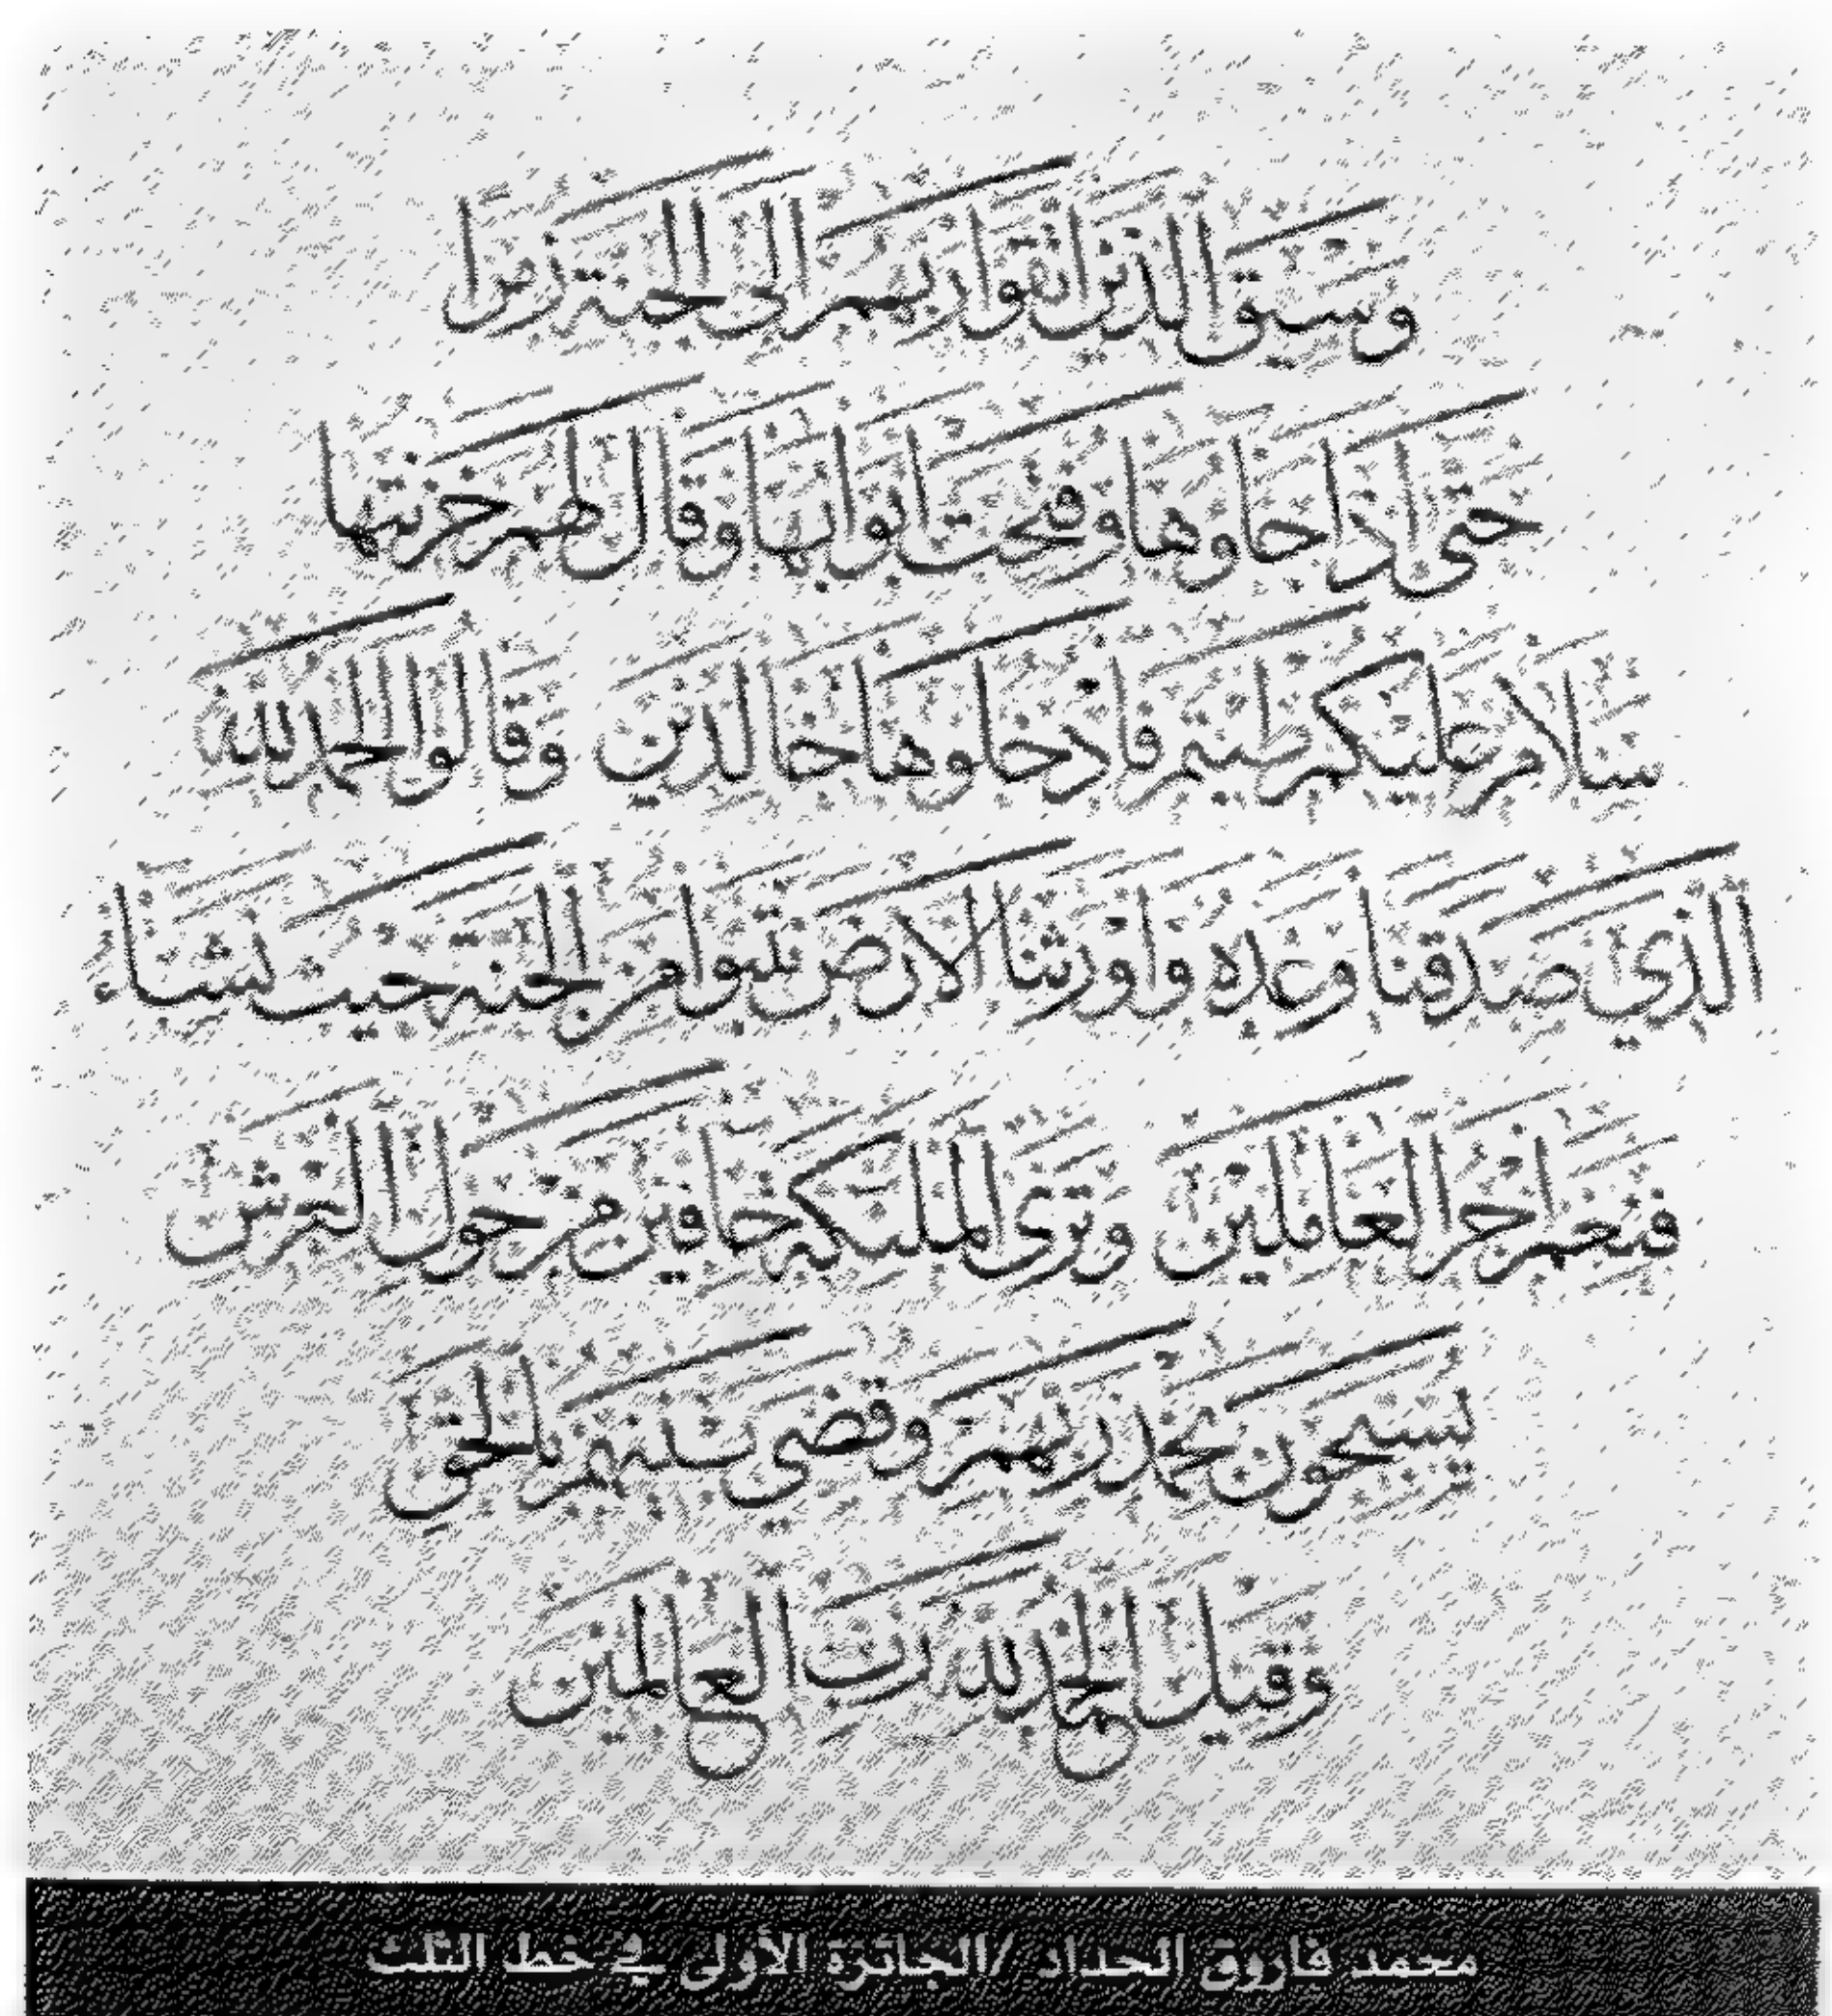 وسيق الذين اتقوا ربهم الى الجنة زمرا
حتى اذا جاوها وفتحت ابوابها وقال لهم خزنتها
سلام عليكم طبتم فادخلوها خالدين وقالوا الحمد لله
الذي صدقنا وعده واورثنا الارض نتبوا من الجنة حيث نشاء
فنعم اجر العاملين وترى الملئكة حافين من حول العرش
يسبحون بحمد ربهم وقضي بينهم بالحق
وقيل الحمد لله رب العالمين
محمد فاروق الحداد /الجائزة الأولى في خط الثلث